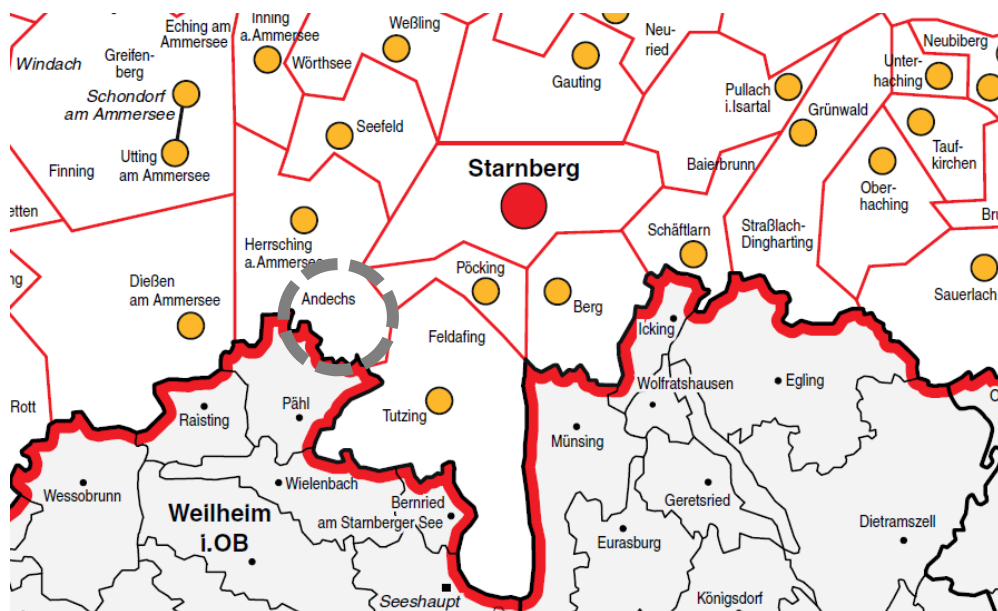 Eching am
Ammersee
Inning
a.Ammersee
Weßling
Neu-
ried
Neubiberg
Greifen-
berg
Windach
Wörthsee
Gauting
Unter-
haching
Pullach
i.Isartal
Schondorf
am Ammersee
Seefeld
Grünwald
Tauf-
kirchen
Utting
am Ammersee
Finning
Starnberg
Baierbrunn
Ober-
haching
etten
Herrsching
a.Ammersee
Schäftlarn
Straßlach-
Dingharting
Bru
ng
Dießen
am Ammersee
Andechs
Pöcking
Berg
Sauerlach
Feldafing
Icking
Rott
Raisting
Pähl
Tutzing
Wolfratshausen
Egling
Münsing
Wessobrunn
Wielenbach
Bernried
am Starnberger See
Geretsried
Weilheim
i.OB
Eurasburg
Dietramszell
Seeshaupt
Königsdorf